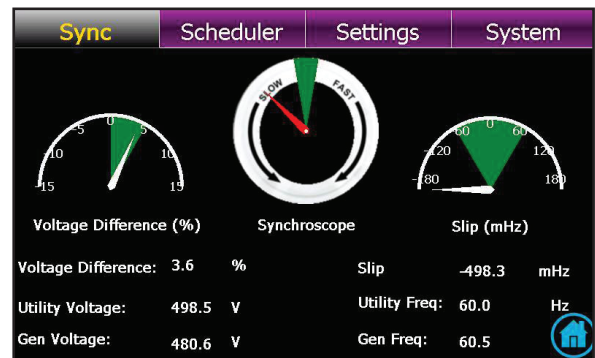 Sync Scheduler Settings System
SLOW FAST
-5 0 5
-10 10
-15 15
60 0 60
-120 120
-180 180
Voltage Difference (%) Synchroscope Slip (mHz)
Voltage Difference: 3.6 % Slip -498.3 mHz
Utility Voltage: 498.5 V Utility Freq: 60.0 Hz
Gen Voltage: 480.6 V Gen Freq: 60.5